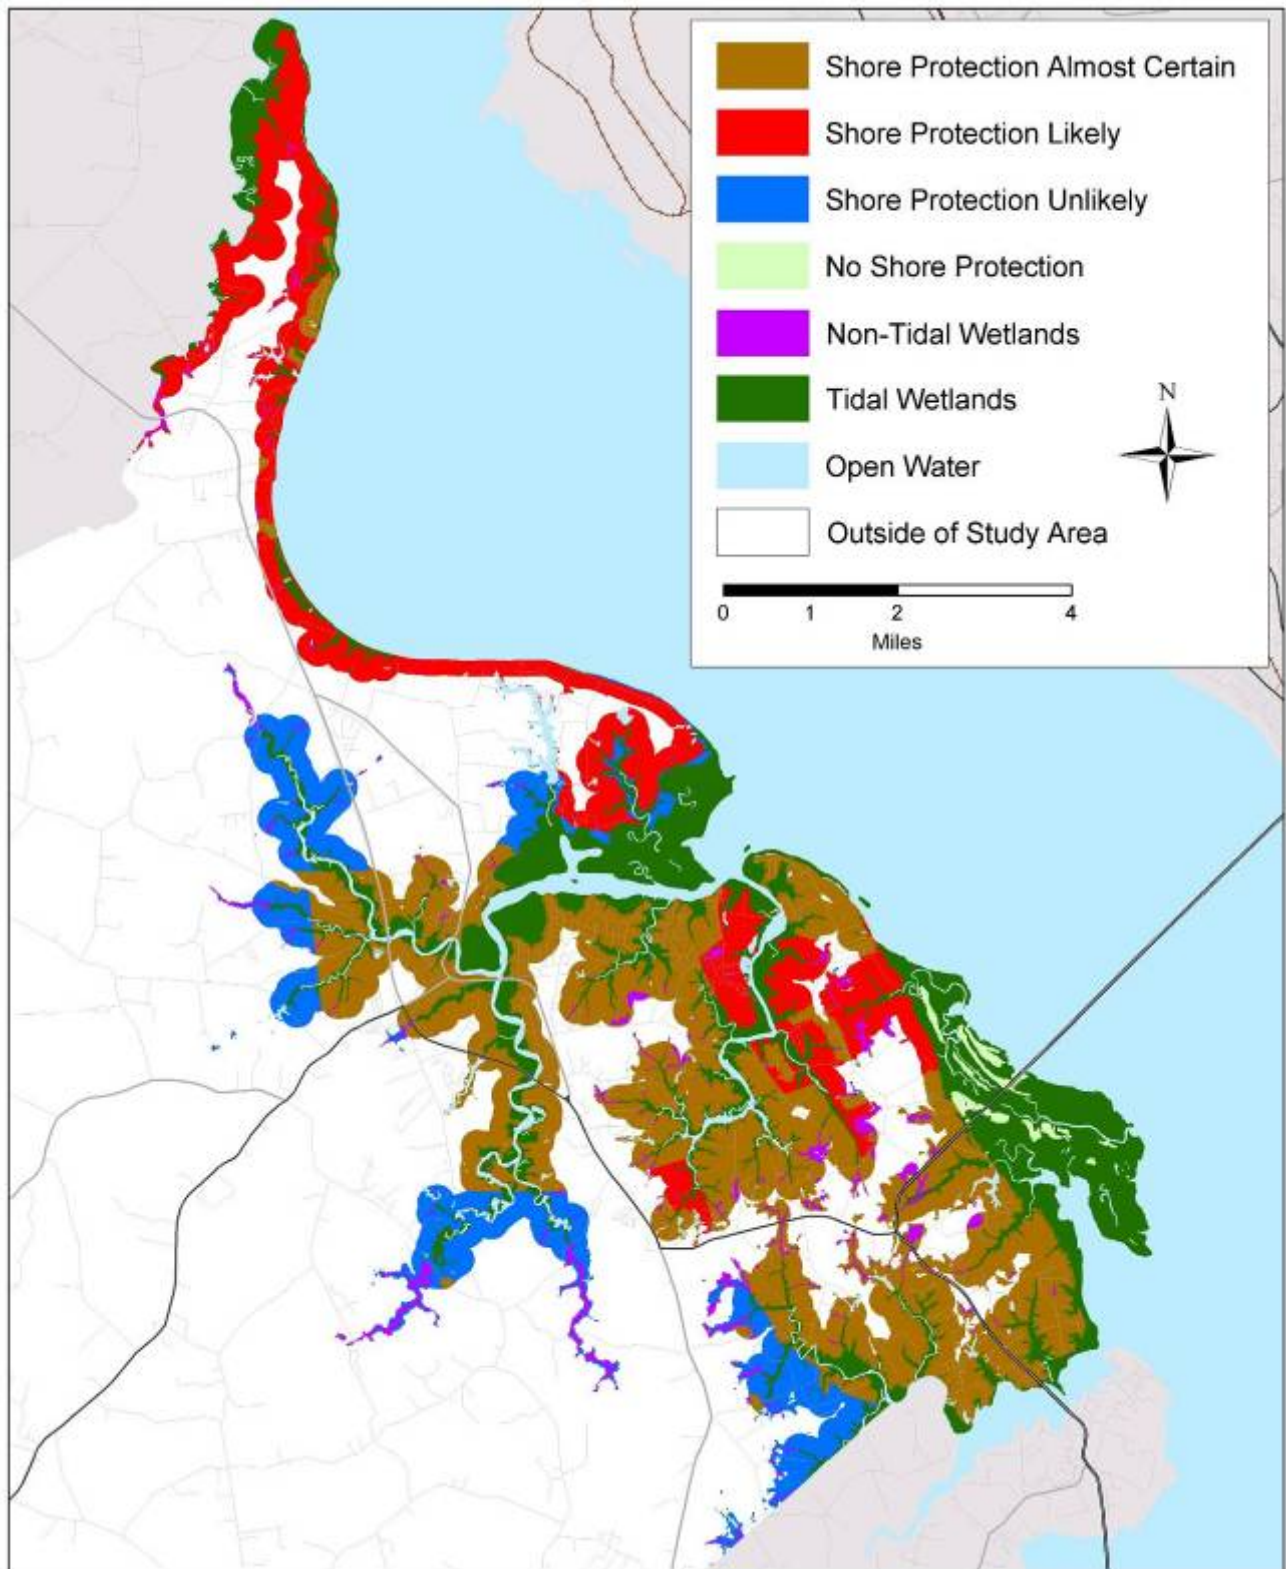 Shore Protection Almost Certain
Shore Protection Likely
Shore Protection Unlikely
No Shore Protection
Non-Tidal Wetlands
Tidal Wetlands
N
Open Water
Outside of Study Area
0 1 2 4
Miles